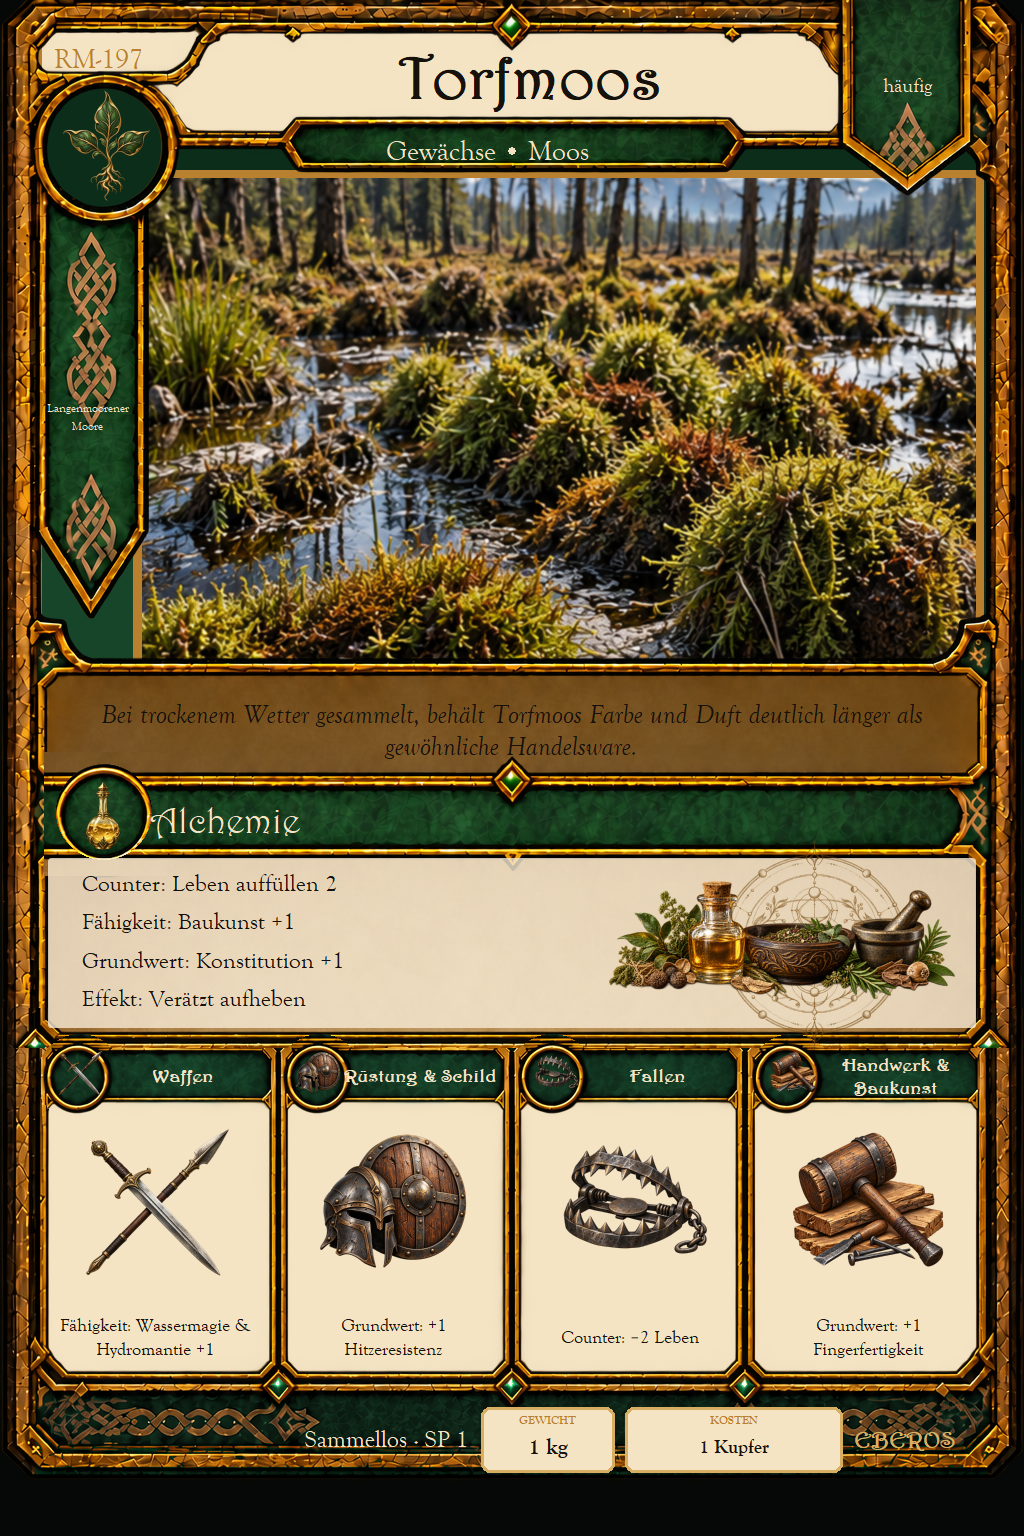 RM-197
Torfmoos
häufig
Gewächse • Moos
Langenmoorener
Moore
Bei trockenem Wetter gesammelt, behält Torfmoos Farbe und Duft deutlich länger als
gewöhnliche Handelsware.
Alchemie
Counter: Leben auffüllen 2
Fähigkeit: Baukunst +1
Grundwert: Konstitution +1
Effekt: Verätzt aufheben
Waffen
Fähigkeit: Wassermagie &
Hydromantie +1
Rüstung & Schild
Grundwert: +1
Hitzeresistenz
Fallen
Counter: −2 Leben
Handwerk &
Baukunst
Grundwert: +1
Fingerfertigkeit
Sammellos · SP 1
GEWICHT
1 kg
KOSTEN
1 Kupfer
EBEROS